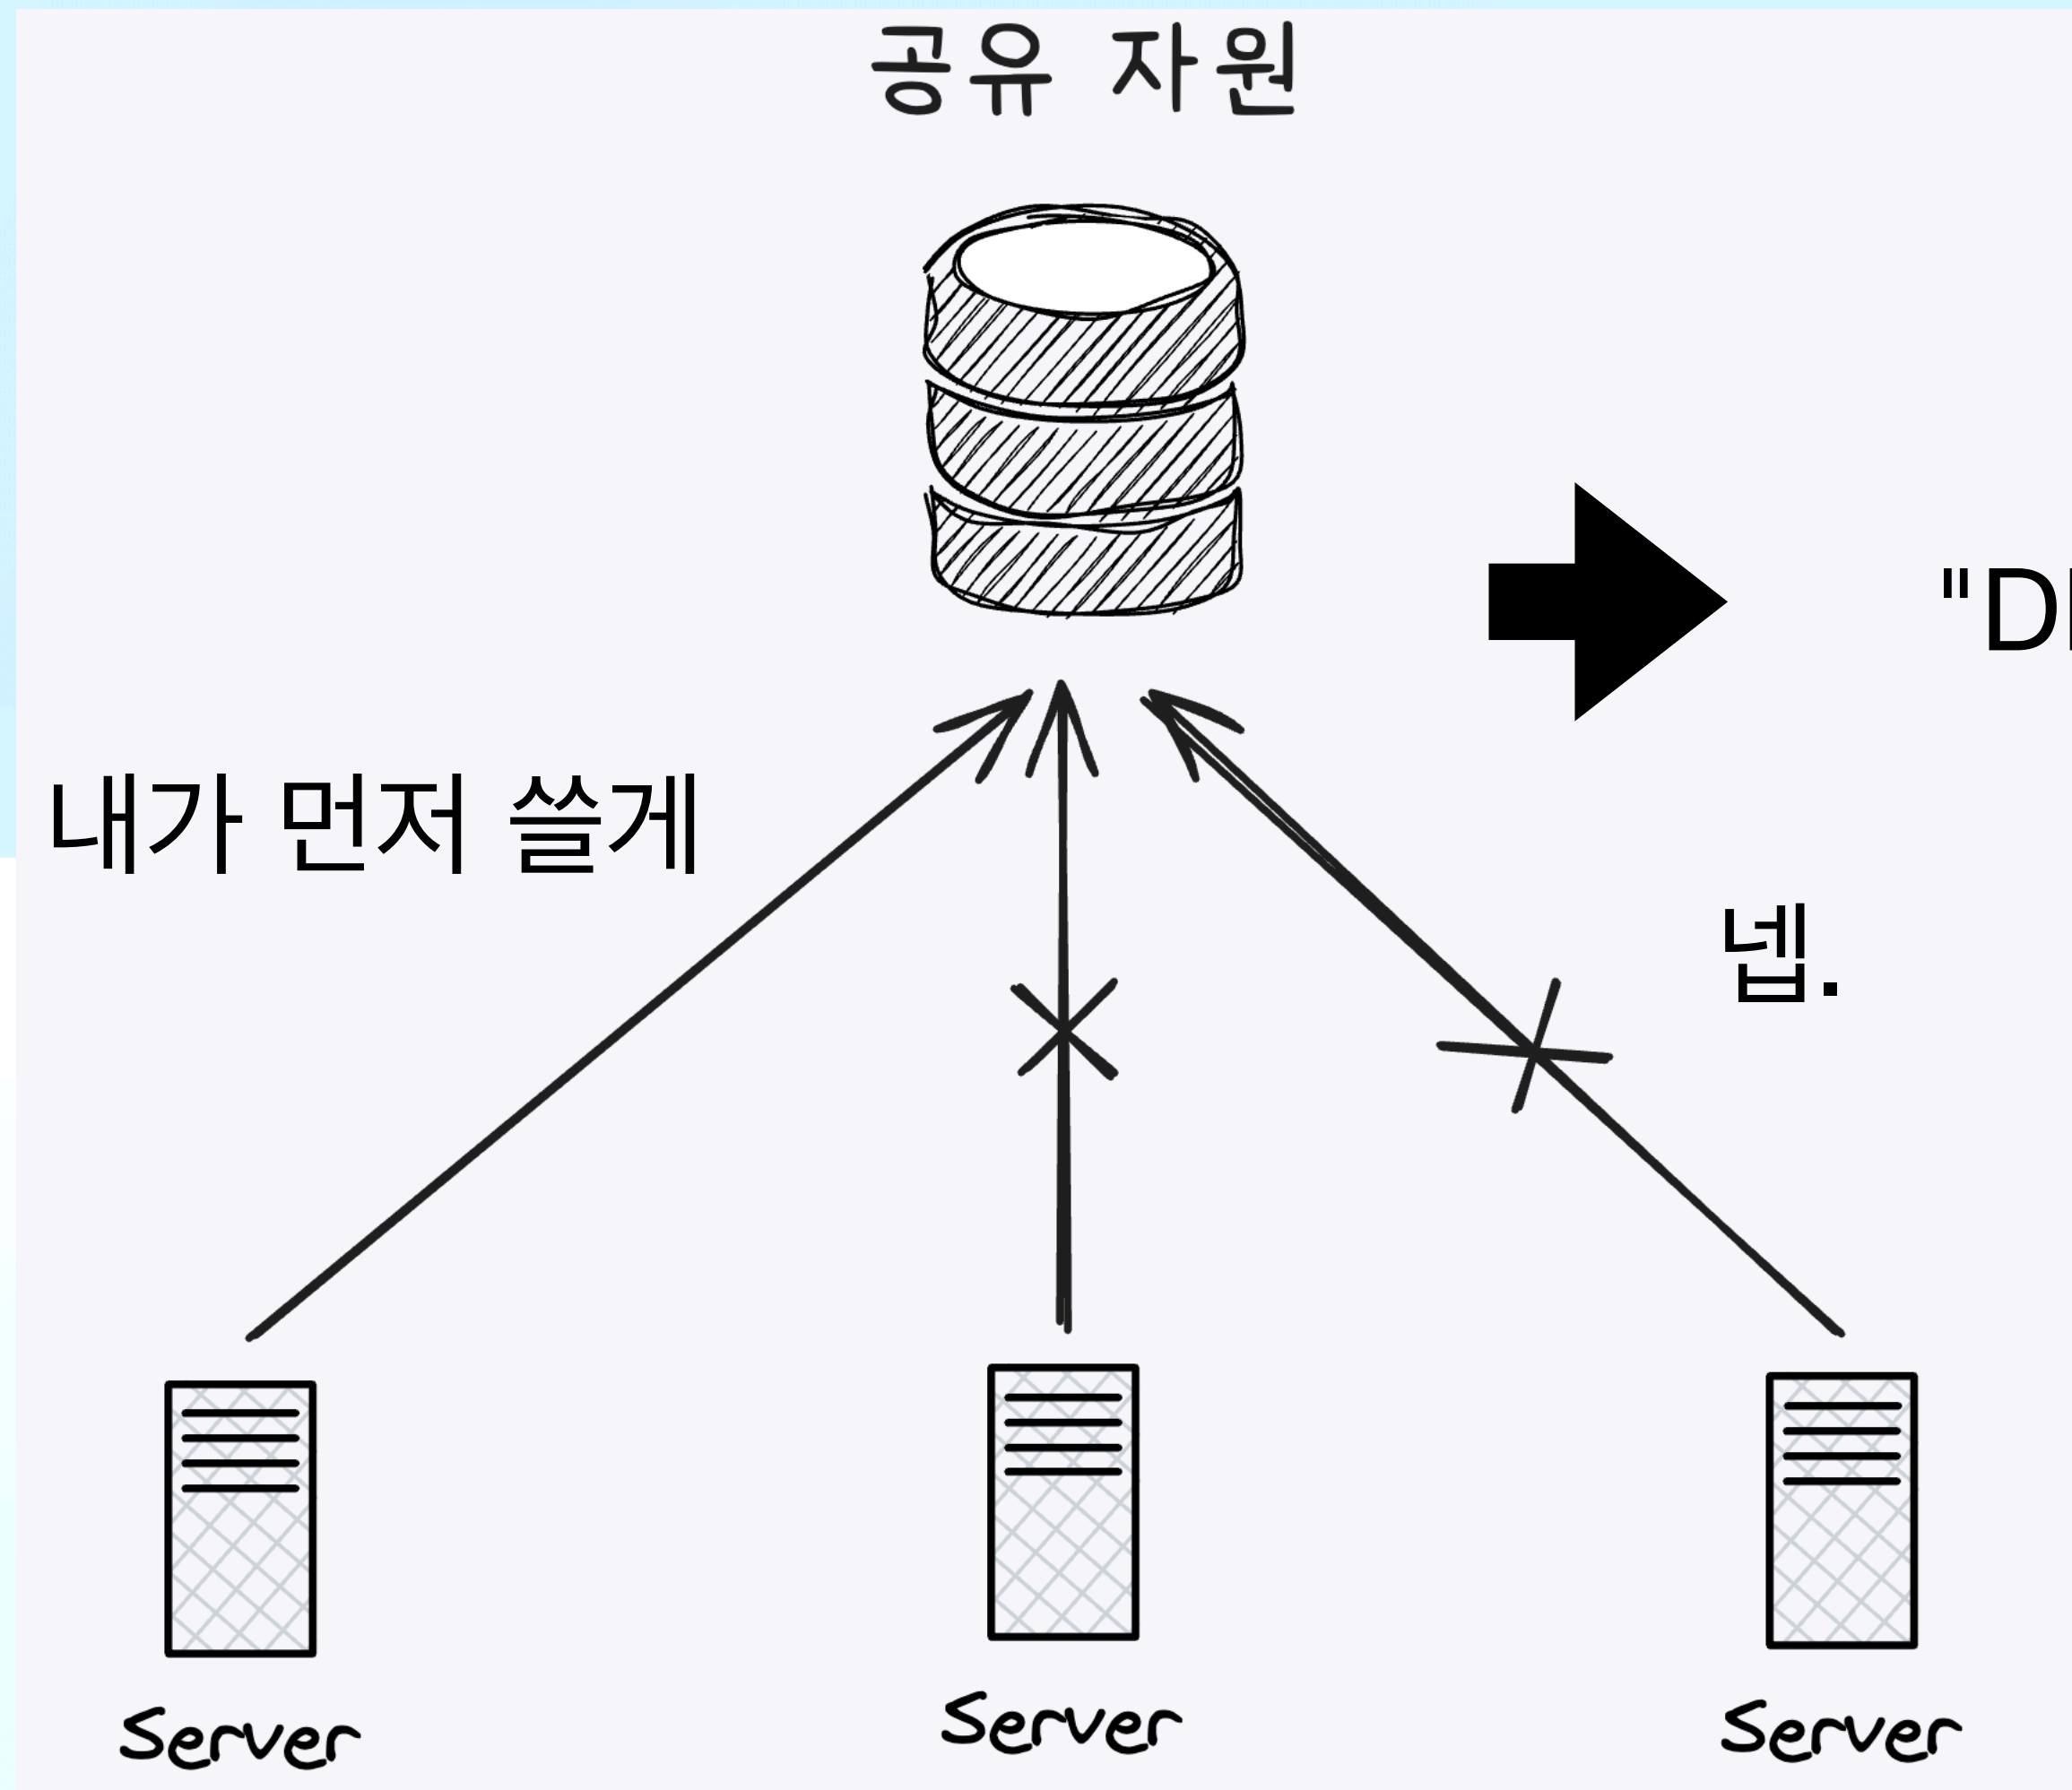 공유 자원
내가 먼저 쓸게
넵.
Server
Server
Server